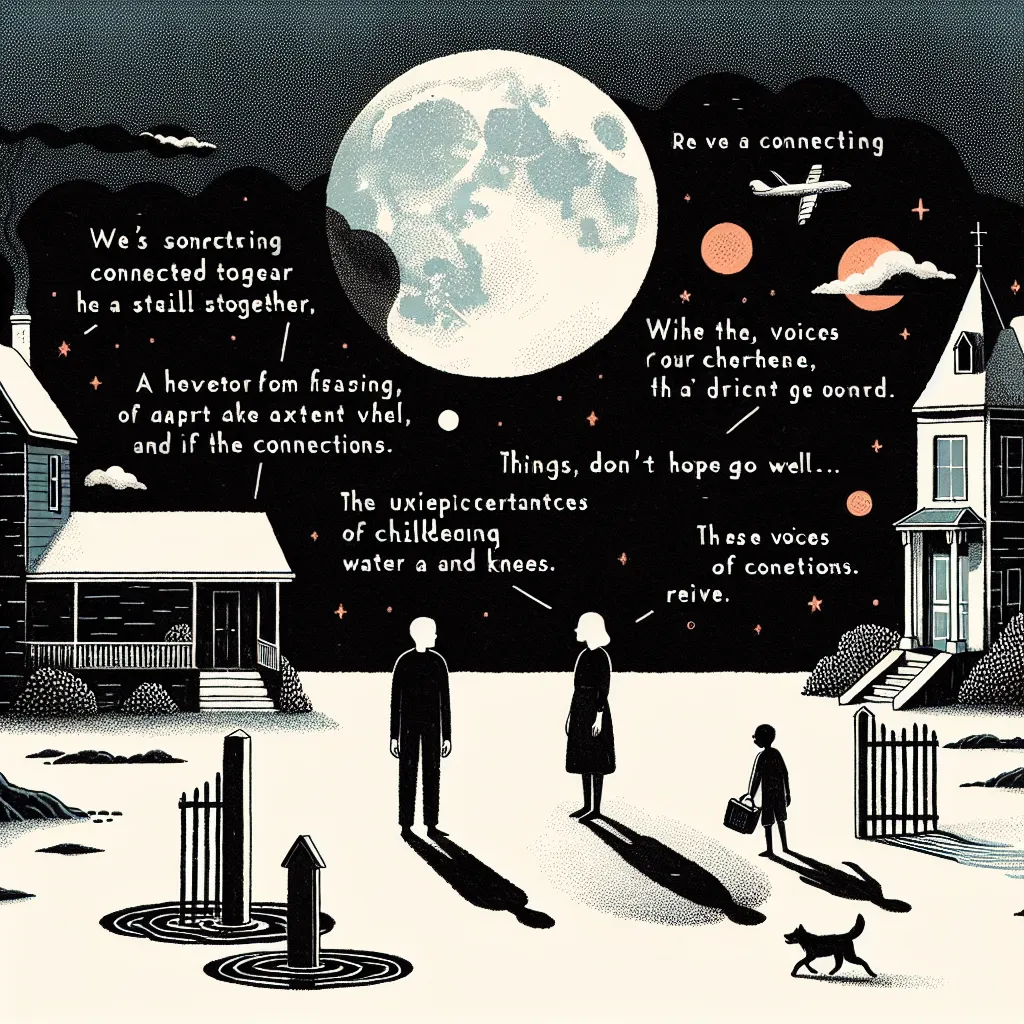 Re ve a connecting
We's sonrctring
connected togear
he a staill stogether,
Wihe the, voices
rour cherhene,
th a' dricnt ge oonrd.
A hevetor fom fisasing,
of aaprt ake axtent vhel,
and if the connections.
Things, don't hope go well...
The uxiepiccertantces
of chilldeaong
water a and knees.
These voices
of conetions.
reive.